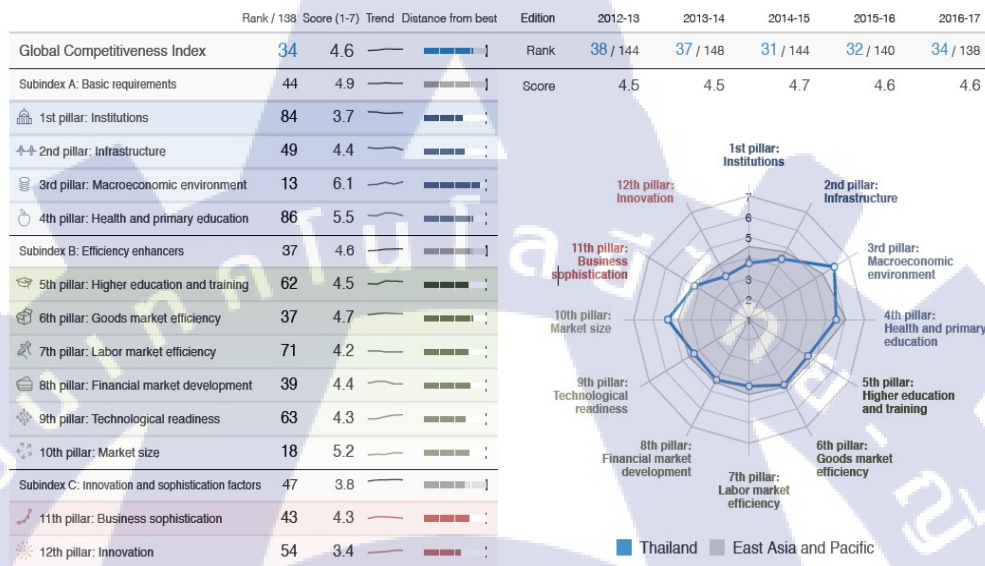 Rank / 138 Score (1-7) Trend Distance from best
Global Competitiveness Index 34 4.6
Subindex A: Basic requirements 44 4.9
1st pillar: Institutions 84 3.7
2nd pillar: Infrastructure 49 4.4
3rd pillar: Macroeconomic environment 13 6.1
4th pillar: Health and primary education 86 5.5
Subindex B: Efficiency enhancers 37 4.6
5th pillar: Higher education and training 62 4.5
6th pillar: Goods market efficiency 37 4.7
7th pillar: Labor market efficiency 71 4.2
8th pillar: Financial market development 39 4.4
9th pillar: Technological readiness 63 4.3
10th pillar: Market size 18 5.2
Subindex C: Innovation and sophistication factors 47 3.8
11th pillar: Business sophistication 43 4.3
12th pillar: Innovation 54 3.4
Edition 2012-13 2013-14 2014-15 2015-16 2016-17
Rank 38 / 144 37 / 148 31 / 144 32 / 140 34 / 138
Score 4.5 4.5 4.7 4.6 4.6
1st pillar:
Institutions
2nd pillar:
Infrastructure
3rd pillar:
Macroeconomic
environment
4th pillar:
Health and primary
education
5th pillar:
Higher education
and training
6th pillar:
Goods market
efficiency
7th pillar:
Labor market
efficiency
8th pillar:
Financial market
development
9th pillar:
Technological
readiness
10th pillar:
Market size
11th pillar:
Business
sophistication
12th pillar:
Innovation
7
6
5
4
3
2
1
Thailand East Asia and Pacific